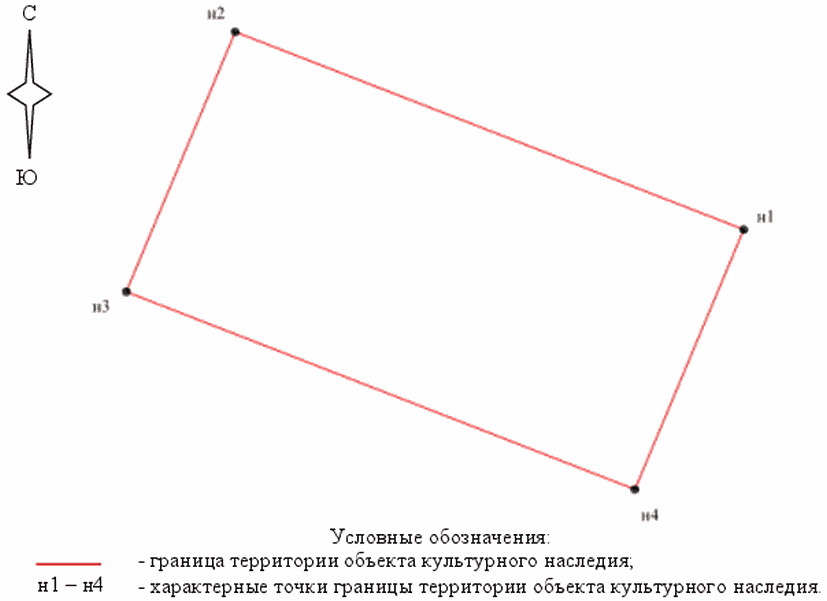 С
н2
Ю
н1
н3
н4
Условные обозначения:
- граница территории объекта культурного наследия;
н1 – н4 - характерные точки границы территории объекта культурного наследия.